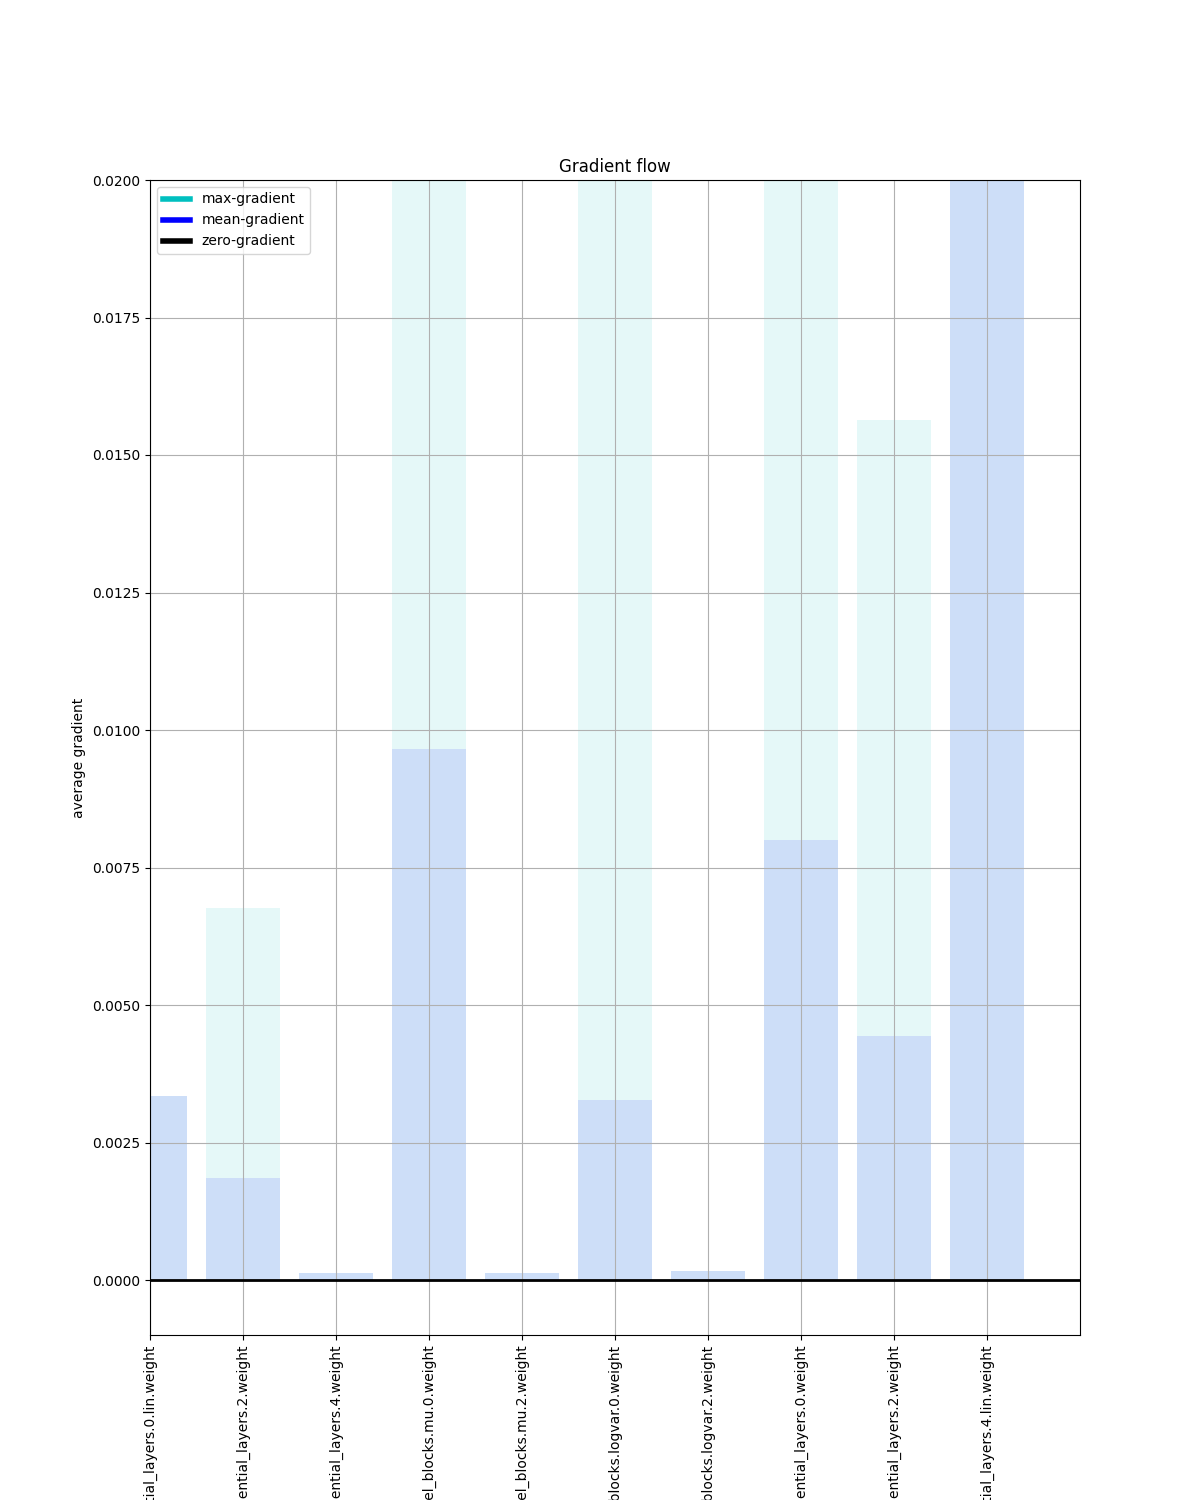 Gradient flow
max-gradient
mean-gradient
zero-gradient
0.0200
0.0175
0.0150
0.0125
0.0100
0.0075
0.0050
0.0025
0.0000
average gradient
tial_layers.0.lin.weight
ential_layers.2.weight
ential_layers.4.weight
el_blocks.mu.0.weight
el_blocks.mu.2.weight
blocks.logvar.0.weight
blocks.logvar.2.weight
ential_layers.0.weight
ential_layers.2.weight
tial_layers.4.lin.weight